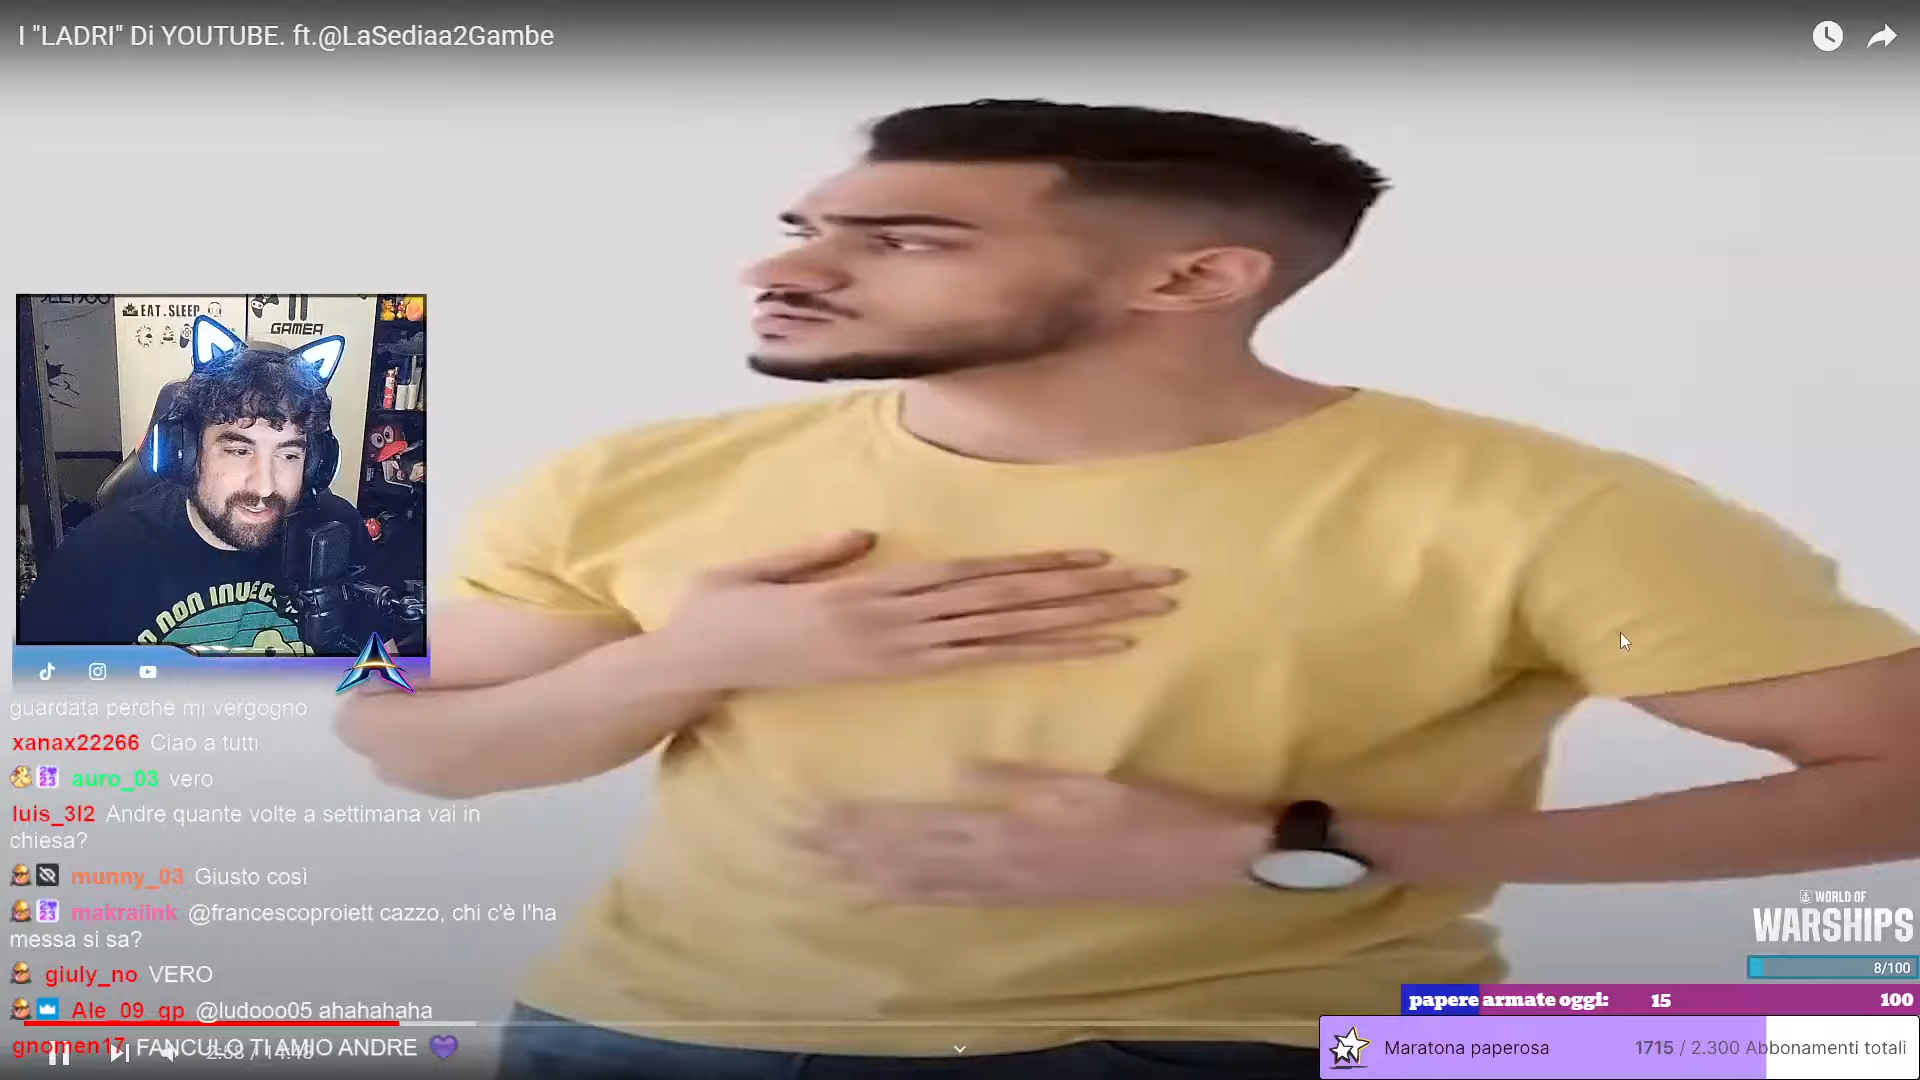 I "LADRI" Di YOUTUBE. ft.@LaSediaa2Gambe
EAT.SLEEP
GAMER
NON INVEC
guardata perche mi vergogno
xanax22266 Ciao a tutti
auro_03 vero
luis_3l2 Andre quante volte a settimana vai in
chiesa?
munny_03 Giusto così
makraiink @francescoproiett cazzo, chi c'è l'ha
messa si sa?
giuly_no VERO
Ale_09_gp @ludooo05 ahahahaha
gnomen17 FANCULO TI AMIO ANDRE
WORLD OF
WARSHIPS
8/100
papere armate oggi: 15 100
Maratona paperosa 1715 / 2.300 Abbonamenti totali